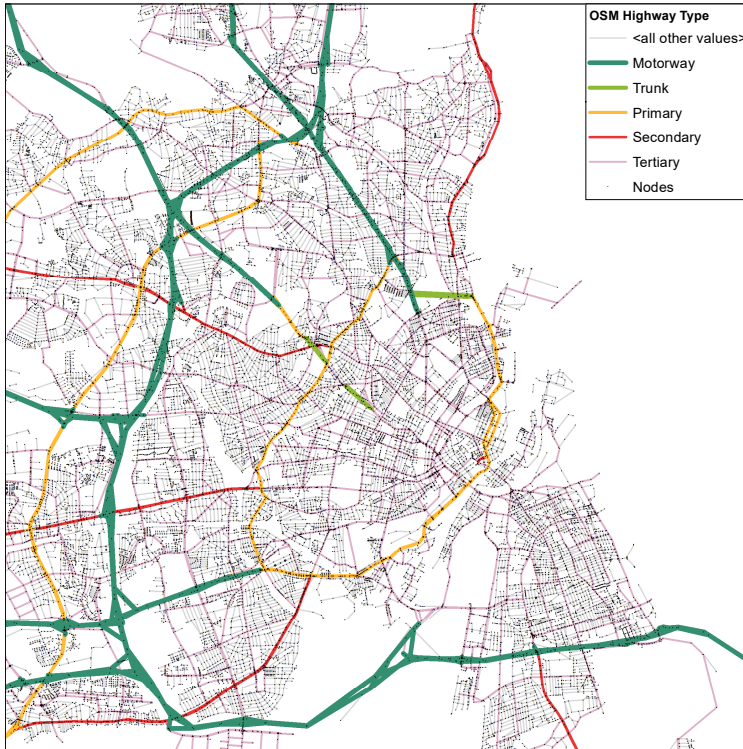 OSM Highway Type
<all other values>
Motorway
Trunk
Primary
Secondary
Tertiary
Nodes